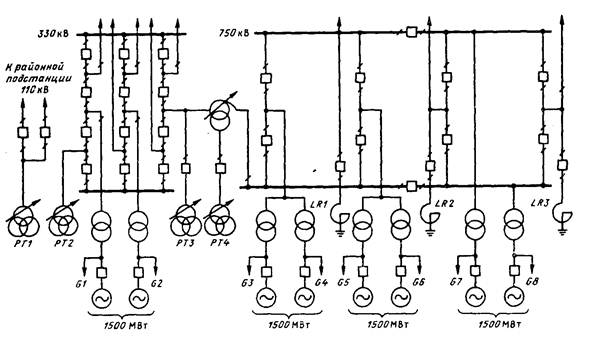 330 кВ
750 кВ
К районной
подстанции
110 кВ
LR1
LR2
LR3
PT1
PT2
PT3
PT4
G1
G2
G3
G4
G5
G6
G7
G8
1500 МВт
1500 МВт
1500 МВт
1500 МВт